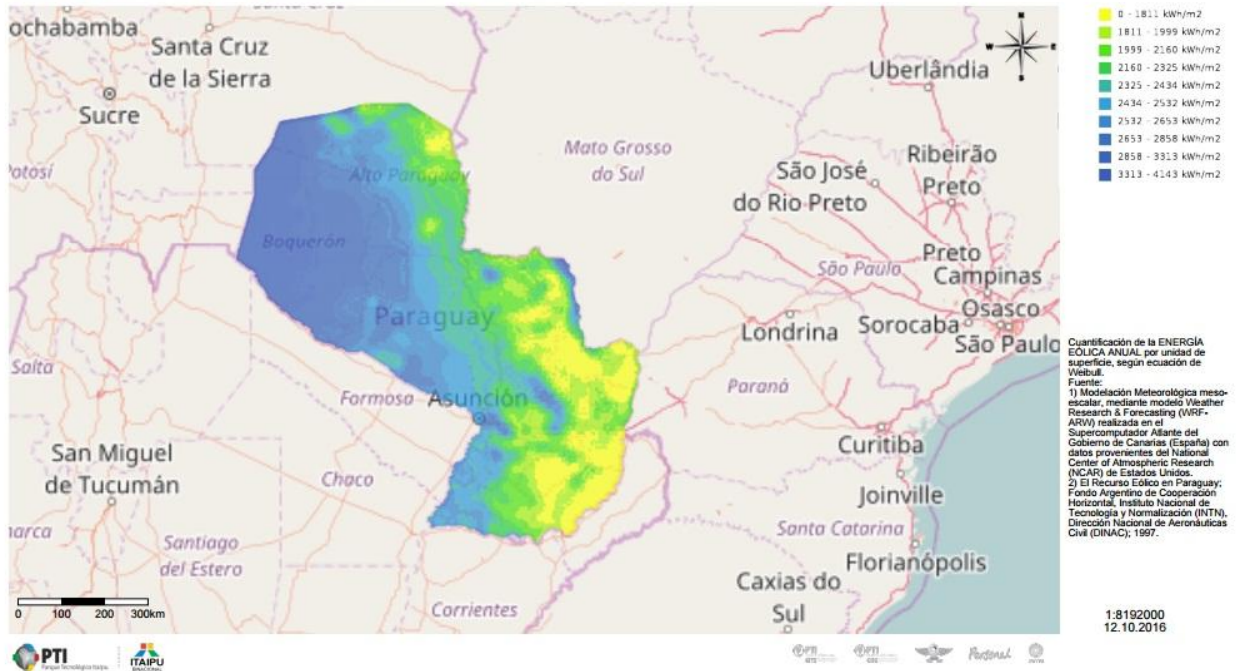 ochabamba
Santa Cruz
de la Sierra
Sucre
Potosí
Uberlândia
Mato Grosso
do Sul
Ribeirão
Preto
São José
do Rio Preto
Alto Paraguay
Boquerón
Preto
São Paulo
Campinas
Osasco
Paraguay
Londrina
Sorocaba
São Paulo
Salta
Formosa
Asunción
Paraná
Curitiba
San Miguel
de Tucumán
Chaco
Joinville
Santa Catarina
marca
Santiago
del Estero
Florianópolis
Caxias do
Sul
Corrientes
0 100 200 300km
N
W E
S
0 - 1811 kWh/m2
1811 - 1999 kWh/m2
1999 - 2160 kWh/m2
2160 - 2325 kWh/m2
2325 - 2434 kWh/m2
2434 - 2532 kWh/m2
2532 - 2653 kWh/m2
2653 - 2858 kWh/m2
2858 - 3313 kWh/m2
3313 - 4143 kWh/m2
Cuantificación de la ENERGÍA
EÓLICA ANUAL por unidad de
superficie, según ecuación de
Weibull.
Fuente:
1) Modelación Meteorológica meso-
escalar, mediante modelo Weather
Research & Forecasting (WRF-
ARW) realizada en el
Supercomputador Atlante del
Gobierno de Canarias (España) con
datos provenientes del National
Center of Atmospheric Research
(NCAR) de Estados Unidos.
2) El Recurso Eólico en Paraguay;
Fondo Argentino de Cooperación
Horizontal, Instituto Nacional de
Tecnología y Normalización (INTN),
Dirección Nacional de Aeronáuticas
Civil (DINAC); 1997.
1:8192000
12.10.2016
PTI
Parque Tecnológico Itaipu
ITAIPU
BINACIONAL
PTI
PTI
Personal